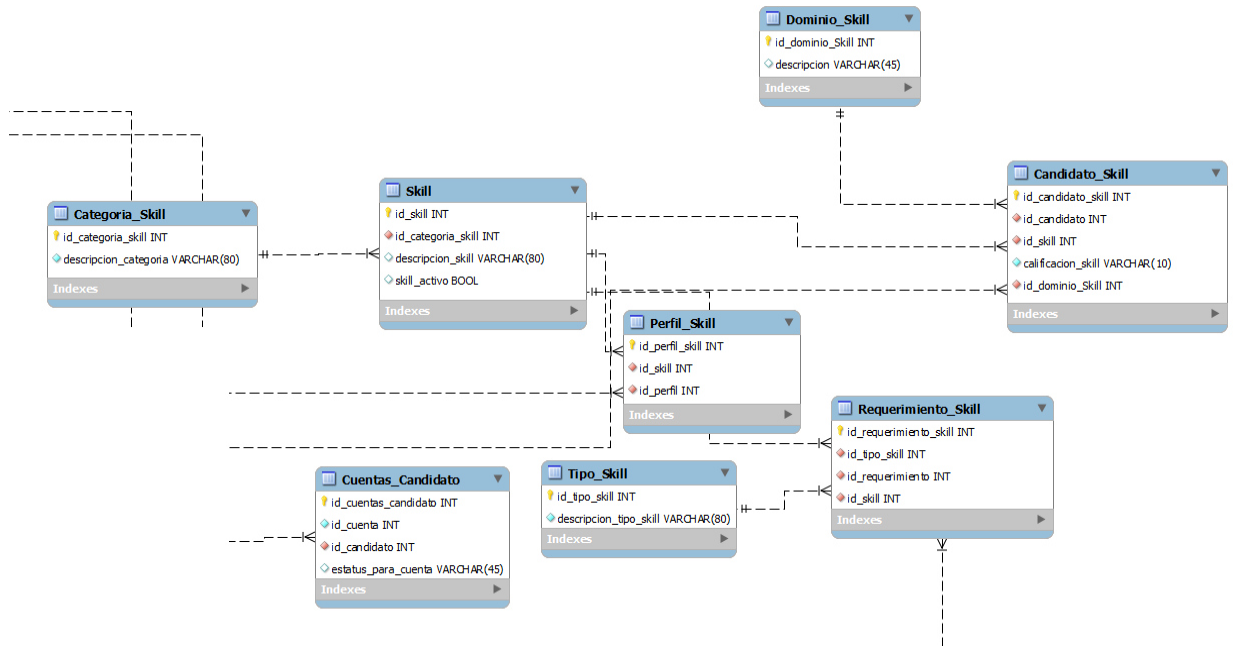 Dominio_Skill
id_dominio_Skill INT
descripcion VARCHAR(45)
Indexes
Candidato_Skill
id_candidato_skill INT
id_candidato INT
id_skill INT
calificacion_skill VARCHAR(10)
id_dominio_Skill INT
Indexes
Skill
id_skill INT
id_categoria_skill INT
descripcion_skill VARCHAR(80)
skill_activo BOOL
Indexes
Categoria_Skill
id_categoria_skill INT
descripcion_categoria VARCHAR(80)
Indexes
Perfil_Skill
id_perfil_skill INT
id_skill INT
id_perfil INT
Indexes
Requerimiento_Skill
id_requerimiento_skill INT
id_tipo_skill INT
id_requerimiento INT
id_skill INT
Indexes
Tipo_Skill
id_tipo_skill INT
descripcion_tipo_skill VARCHAR(80)
Indexes
Cuentas_Candidato
id_cuentas_candidato INT
id_cuenta INT
id_candidato INT
estatus_para_cuenta VARCHAR(45)
Indexes